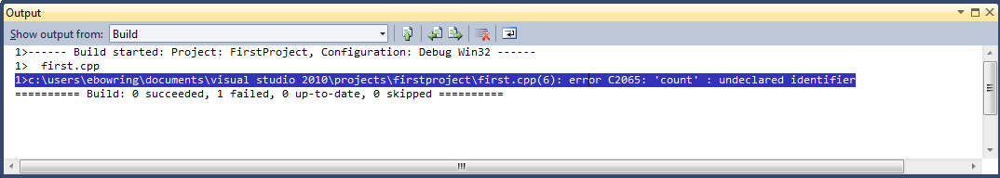 Output
Show output from: Build
1>------ Build started: Project: FirstProject, Configuration: Debug Win32 ------
1>  first.cpp
1>c:\users\ebowring\documents\visual studio 2010\projects\firstproject\first.cpp(6): error C2065: 'count' : undeclared identifier
========== Build: 0 succeeded, 1 failed, 0 up-to-date, 0 skipped ==========